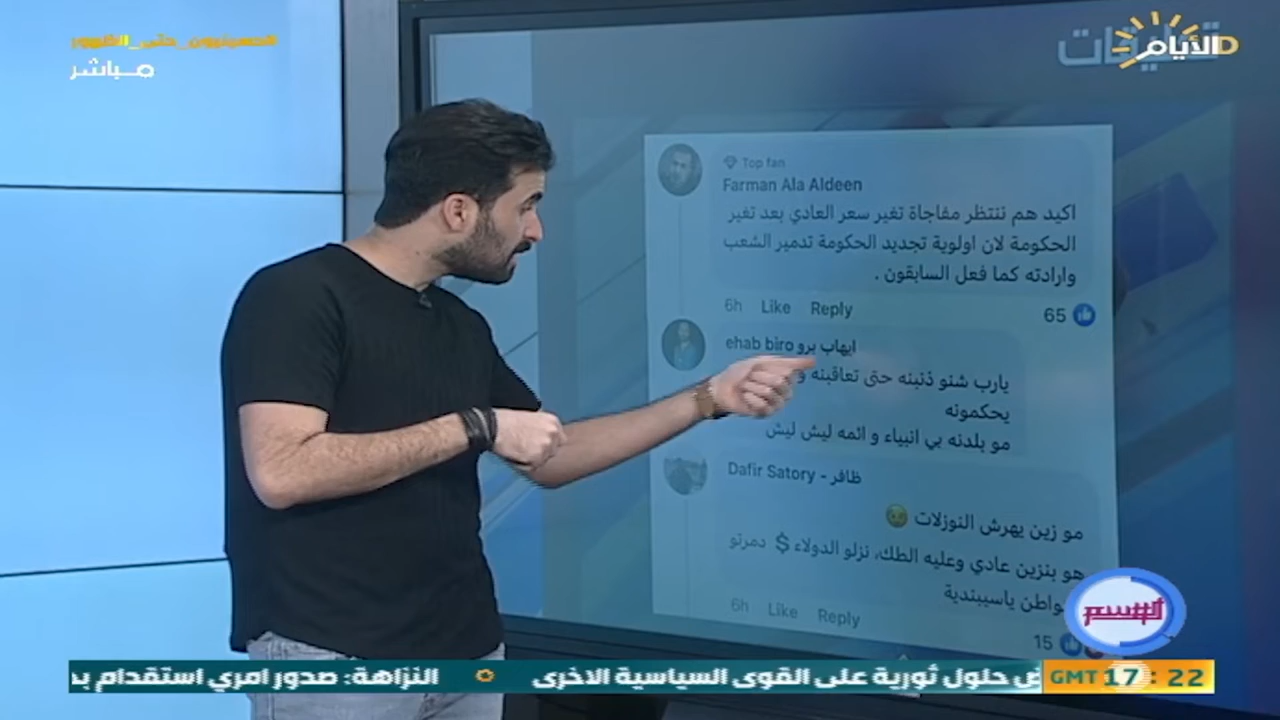 الحسينيون_حتى_الظهور
مباشر
تعليقات
الأيام
Top fan
Farman Ala Aldeen
اكيد هم ننتظر مفاجاة تغير سعر العادي بعد تغير
الحكومة لان اولوية تجديد الحكومة تدمير الشعب
وارادته كما فعل السابقون .
6h Like Reply 65
ehab biro ايهاب برو
يارب شنو ذنبنه حتى تعاقبنه و
يحكمونه
مو بلدنه بي انبياء و ائمه ليش ليش
Dafir Satory - ظافر
مو زين يهرش النوزلات 🤢
هو بنزين عادي وعليه الطك، نزلو الدولاء $ دمرتو
واطن ياسيبندية
6h Like Reply 15
الوسم
ض حلول ثورية على القوى السياسية الاخرى
النزاهة: صدور امري استقدام بـ
GMT 17:22